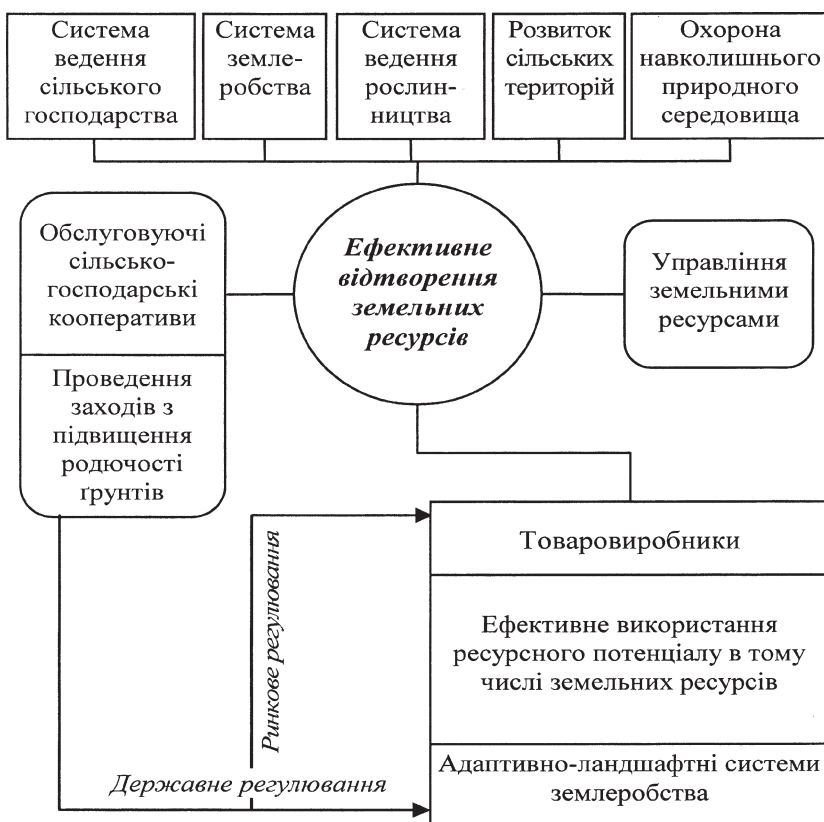 Система
ведення
сільського
господарства
Система
земле-
робства
Система
ведення
рослин-
ництва
Розвиток
сільських
територій
Охорона
навколишнього
природного
середовища
Обслуговуючі
сільсько-
господарські
кооперативи
Проведення
заходів з
підвищення
родючості
ґрунтів
Ефективне
відтворення
земельних
ресурсів
Управління
земельними
ресурсами
Ринкове регулювання
Державне регулювання
Товаровиробники
Ефективне використання
ресурсного потенціалу в тому
числі земельних ресурсів
Адаптивно-ландшафтні системи
землеробства